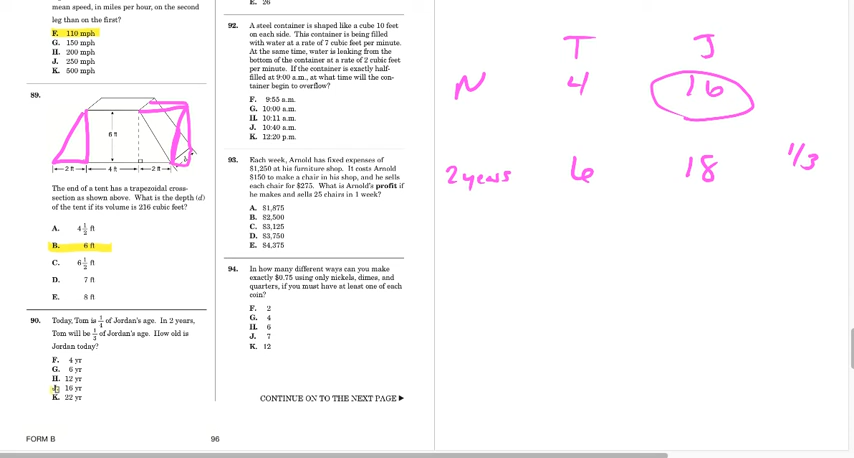 mean speed, in miles per hour, on the second
leg than on the first?
F. 110 mph
G. 150 mph
H. 200 mph
J. 250 mph
K. 500 mph
89.
6 ft
d
2 ft
4 ft
2 ft
The end of a tent has a trapezoidal cross-
section as shown above. What is the depth (d)
of the tent if its volume is 216 cubic feet?
A. 4 1/2 ft
B. 6 ft
C. 6 1/2 ft
D. 7 ft
E. 8 ft
90. Today, Tom is 1/4 of Jordan's age. In 2 years,
Tom will be 1/3 of Jordan's age. How old is
Jordan today?
F. 4 yr
G. 6 yr
H. 12 yr
J. 16 yr
K. 22 yr
E. 26
92. A steel container is shaped like a cube 10 feet
on each side. This container is being filled
with water at a rate of 7 cubic feet per minute.
At the same time, water is leaking from the
bottom of the container at a rate of 2 cubic feet
per minute. If the container is exactly half-
filled at 9:00 a.m., at what time will the con-
tainer begin to overflow?
F. 9:55 a.m.
G. 10:00 a.m.
H. 10:11 a.m.
J. 10:40 a.m.
K. 12:20 p.m.
93. Each week, Arnold has fixed expenses of
$1,250 at his furniture shop. It costs Arnold
$150 to make a chair in his shop, and he sells
each chair for $275. What is Arnold's profit if
he makes and sells 25 chairs in 1 week?
A. $1,875
B. $2,500
C. $3,125
D. $3,750
E. $4,375
94. In how many different ways can you make
exactly $0.75 using only nickels, dimes, and
quarters, if you must have at least one of each
coin?
F. 2
G. 4
H. 6
J. 7
K. 12
CONTINUE ON TO THE NEXT PAGE
FORM B
96
T J
N 4 16
2 years 6 18 1/3